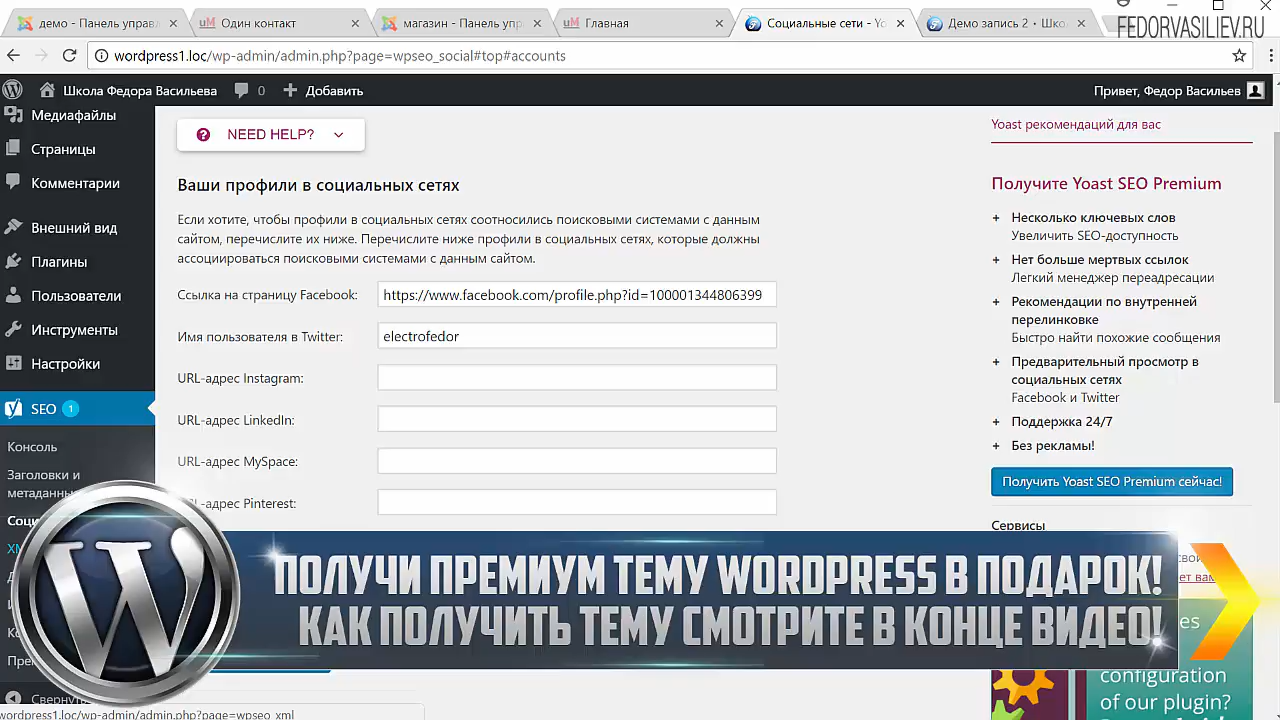 демо - Панель управл
Один контакт
магазин - Панель упр
Главная
Социальные сети - Yo
Демо запись 2 • Шко
FEDORVASILIEV.RU
wordpress1.loc/wp-admin/admin.php?page=wpseo_social#top#accounts
Школа Федора Васильева
0
Добавить
Привет, Федор Васильев
Медиафайлы
Страницы
Комментарии
Внешний вид
Плагины
Пользователи
Инструменты
Настройки
SEO 1
Консоль
Заголовки и
метаданн
Соци
XM
Свернуть
NEED HELP?
Ваши профили в социальных сетях
Если хотите, чтобы профили в социальных сетях соотносились поисковыми системами с данным
сайтом, перечислите их ниже. Перечислите ниже профили в социальных сетях, которые должны
ассоциироваться поисковыми системами с данным сайтом.
Ссылка на страницу Facebook:
https://www.facebook.com/profile.php?id=100001344806399
Имя пользователя в Twitter:
electrofedor
URL-адрес Instagram:
URL-адрес LinkedIn:
URL-адрес MySpace:
URL-адрес Pinterest:
Yoast рекомендаций для вас
Получите Yoast SEO Premium
+ Несколько ключевых слов
Увеличить SEO-доступность
+ Нет больше мертвых ссылок
Легкий менеджер переадресации
+ Рекомендации по внутренней
перелинковке
Быстро найти похожие сообщения
+ Предварительный просмотр в
социальных сетях
Facebook и Twitter
+ Поддержка 24/7
+ Без рекламы!
Получить Yoast SEO Premium сейчас!
Сервисы
ПОЛУЧИ ПРЕМИУМ ТЕМУ WORDPRESS В ПОДАРОК!
КАК ПОЛУЧИТЬ ТЕМУ СМОТРИТЕ В КОНЦЕ ВИДЕО!
configuration
of our plugin?
wordpress1.loc/wp-admin/admin.php?page=wpseo_xml